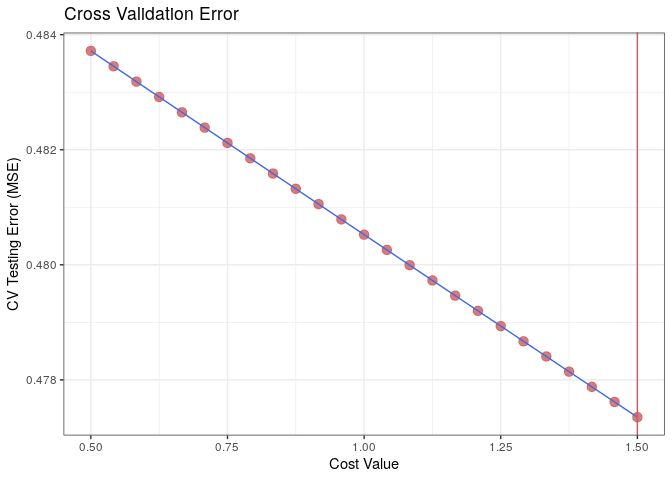 Cross Validation Error
CV Testing Error (MSE)
0.484
0.482
0.480
0.478
0.50 0.75 1.00 1.25 1.50
Cost Value